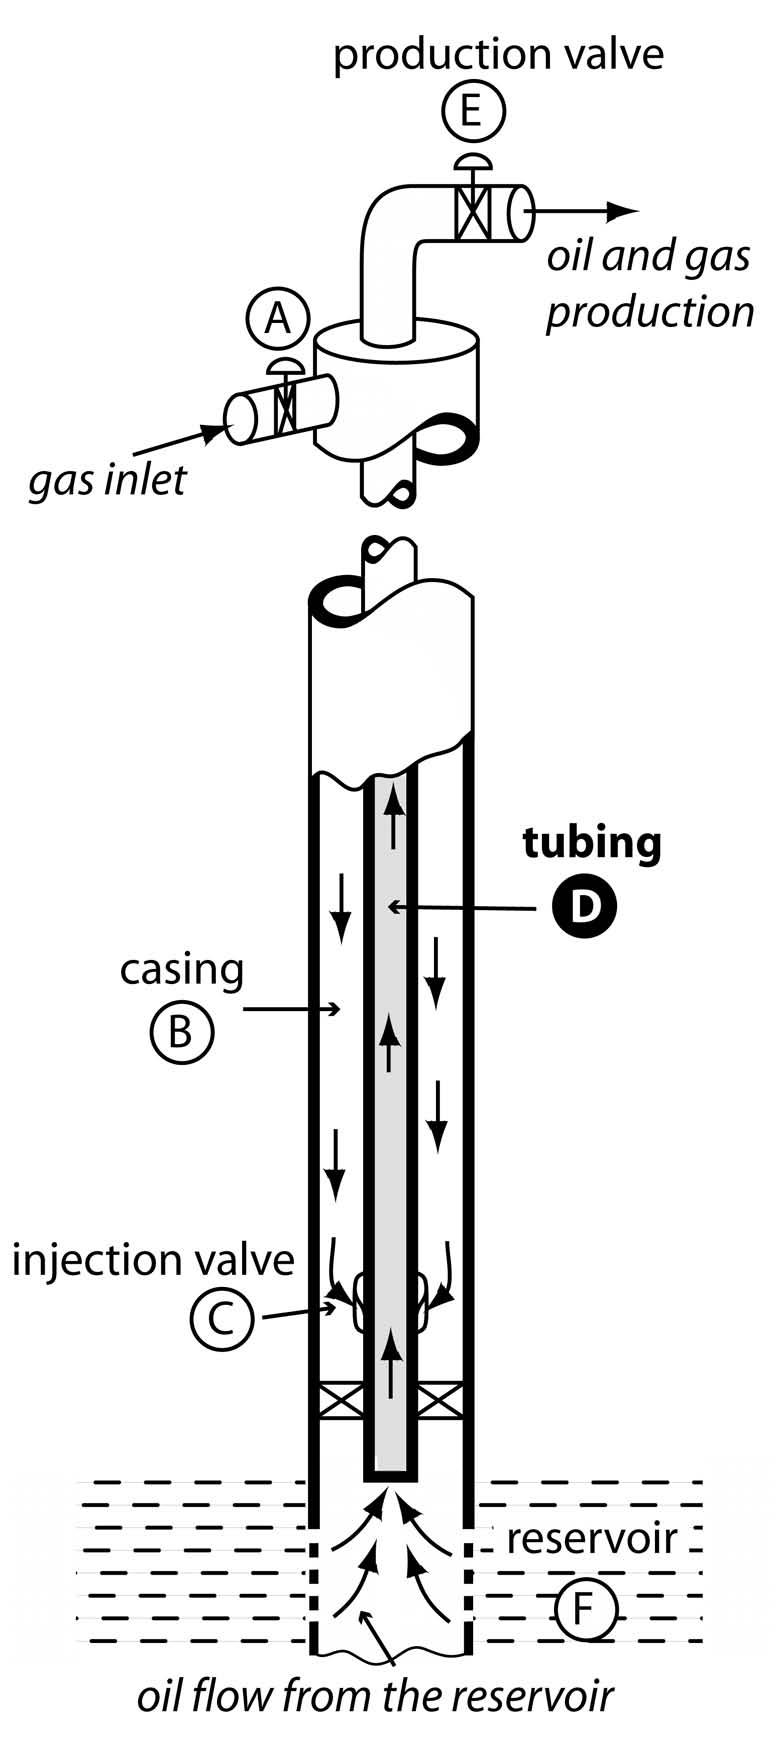 production valve
E
A
oil and gas
production
gas inlet
tubing
D
casing
B
injection valve
C
reservoir
F
oil flow from the reservoir